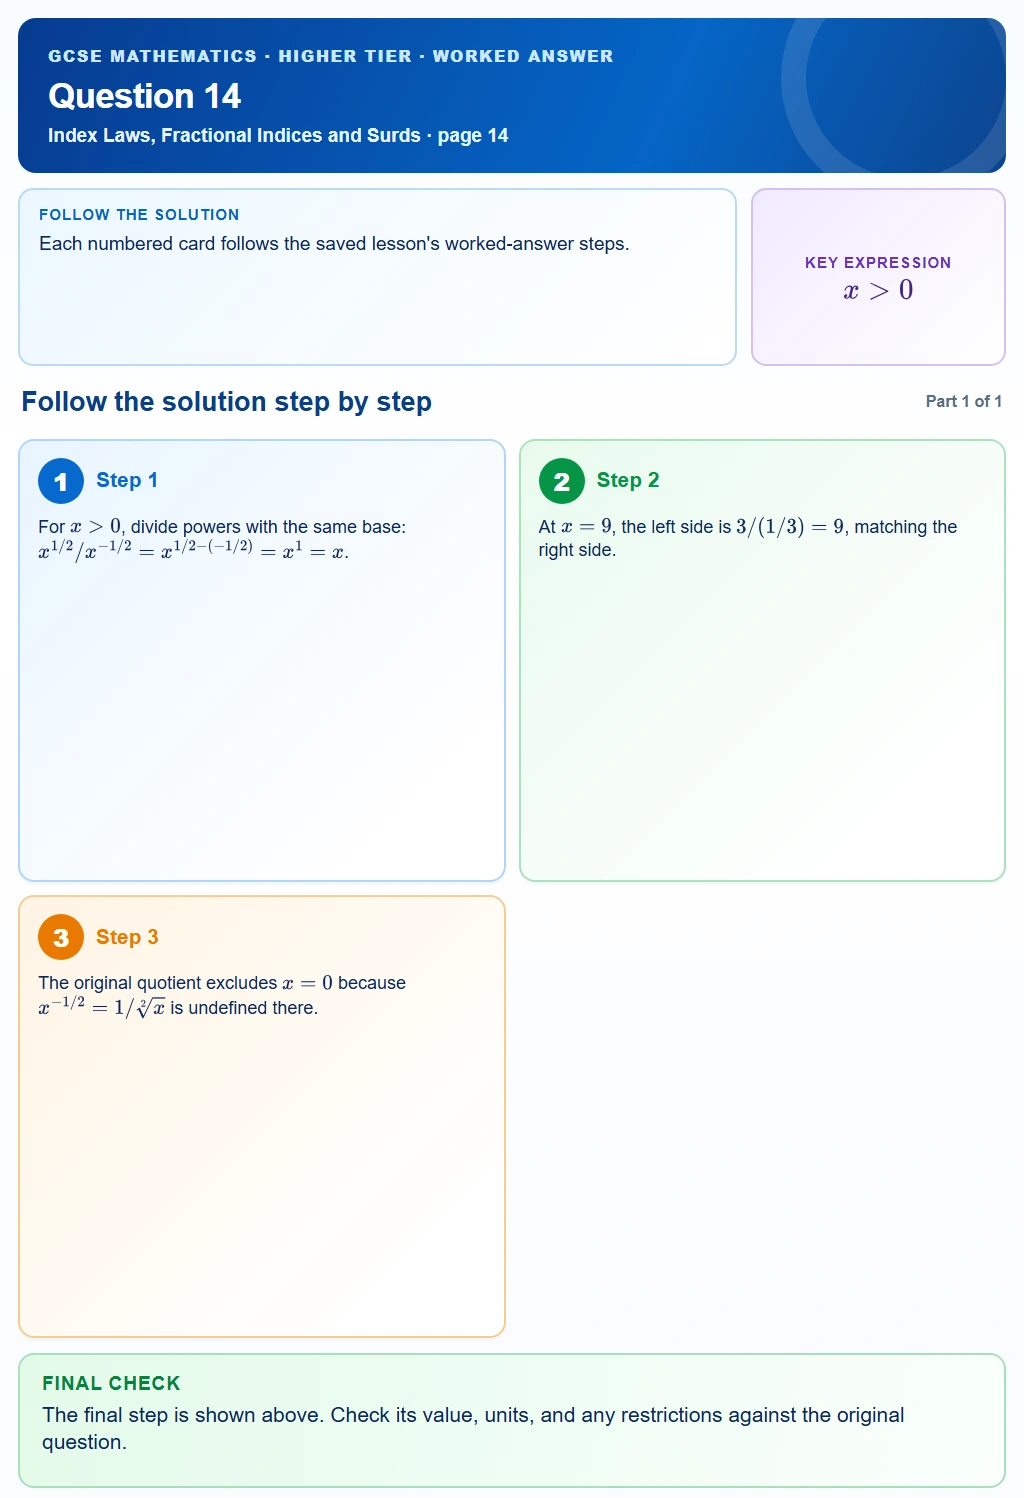 GCSE MATHEMATICS · HIGHER TIER · WORKED ANSWER
Question 14
Index Laws, Fractional Indices and Surds · page 14
FOLLOW THE SOLUTION
Each numbered card follows the saved lesson's worked-answer steps.
KEY EXPRESSION
x > 0
Follow the solution step by step
Part 1 of 1
1 Step 1
For x > 0, divide powers with the same base:
x^{1/2}/x^{-1/2} = x^{1/2-(-1/2)} = x^1 = x.
2 Step 2
At x = 9, the left side is 3/(1/3) = 9, matching the
right side.
3 Step 3
The original quotient excludes x = 0 because
x^{-1/2} = 1/\sqrt[2]{x} is undefined there.
FINAL CHECK
The final step is shown above. Check its value, units, and any restrictions against the original
question.